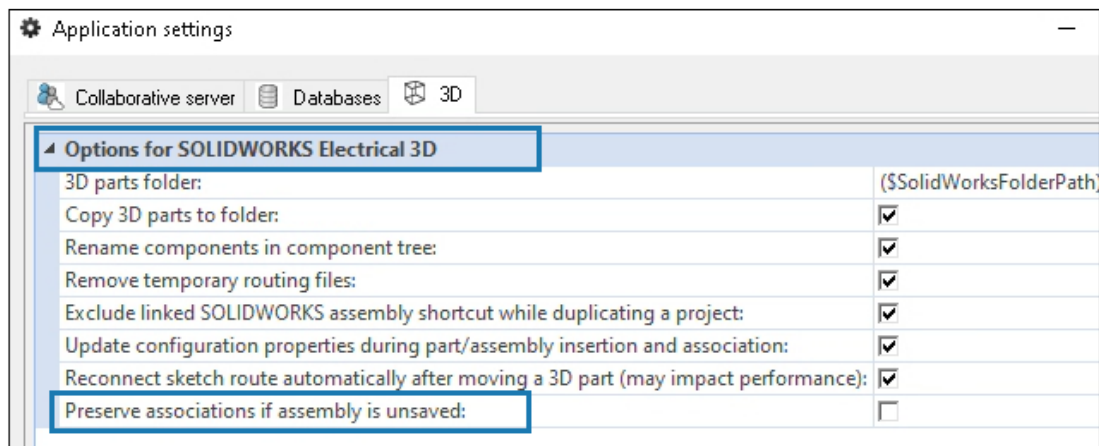 Application settings
Collaborative server Databases 3D
Options for SOLIDWORKS Electrical 3D
3D parts folder: ($SolidWorksFolderPath)
Copy 3D parts to folder:
Rename components in component tree:
Remove temporary routing files:
Exclude linked SOLIDWORKS assembly shortcut while duplicating a project:
Update configuration properties during part/assembly insertion and association:
Reconnect sketch route automatically after moving a 3D part (may impact performance):
Preserve associations if assembly is unsaved: